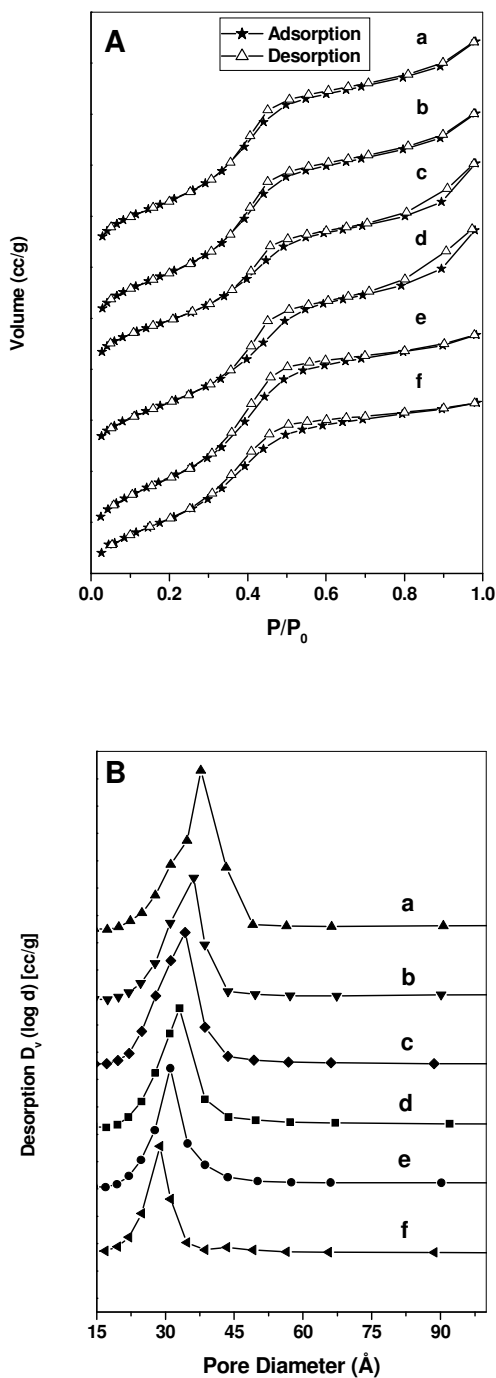 A
Adsorption
Desorption
a
b
c
d
e
f
Volume (cc/g)
0.0 0.2 0.4 0.6 0.8 1.0
P/P₀
B
a
b
c
d
e
f
Desorption Dᵥ (log d) [cc/g]
15 30 45 60 75 90
Pore Diameter (Å)